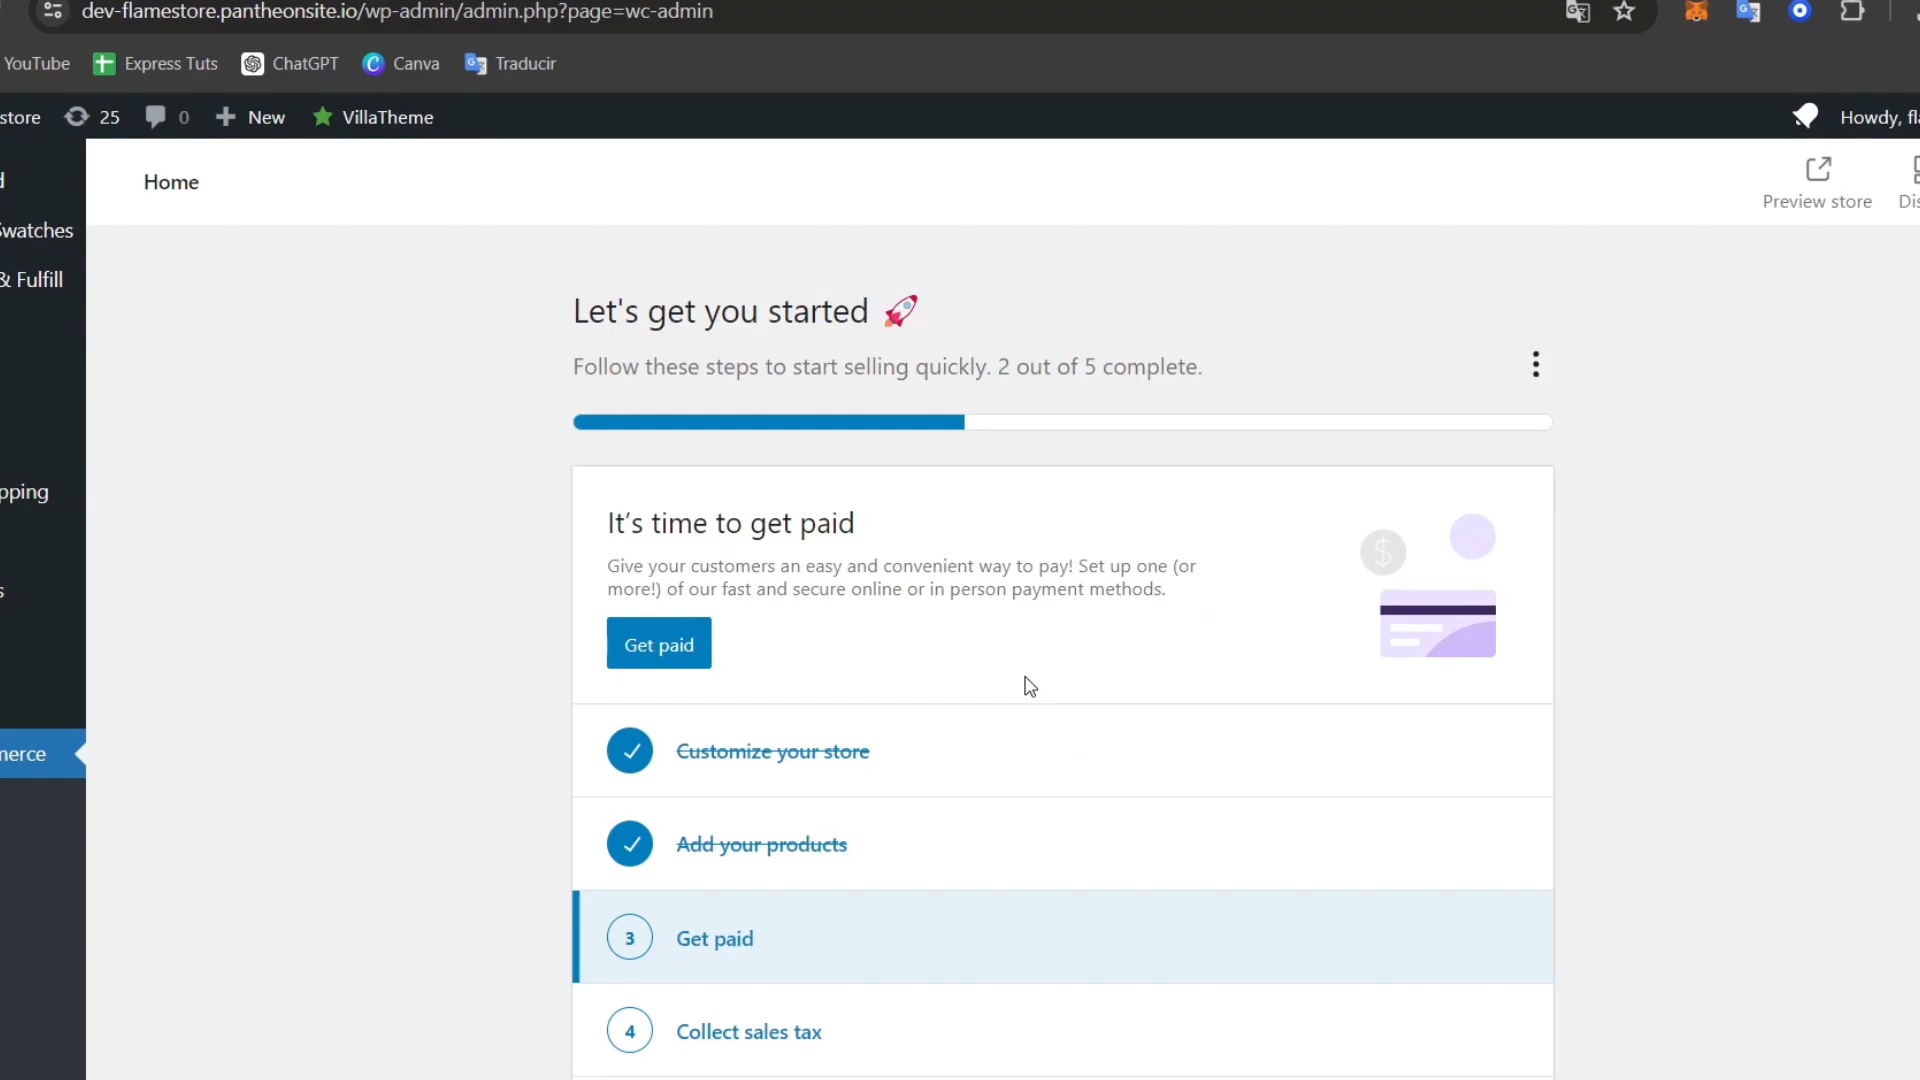 dev-flamestore.pantheonsite.io/wp-admin/admin.php?page=wc-admin
YouTube Express Tuts ChatGPT Canva Traducir
store 25 0 New VillaTheme Howdy, fla
Home
Preview store Dis
d
Swatches
& Fulfill
pping
s
merce
Let's get you started
Follow these steps to start selling quickly. 2 out of 5 complete.
It’s time to get paid
Give your customers an easy and convenient way to pay! Set up one (or
more!) of our fast and secure online or in person payment methods.
$
Get paid
Customize your store
Add your products
3 Get paid
4 Collect sales tax